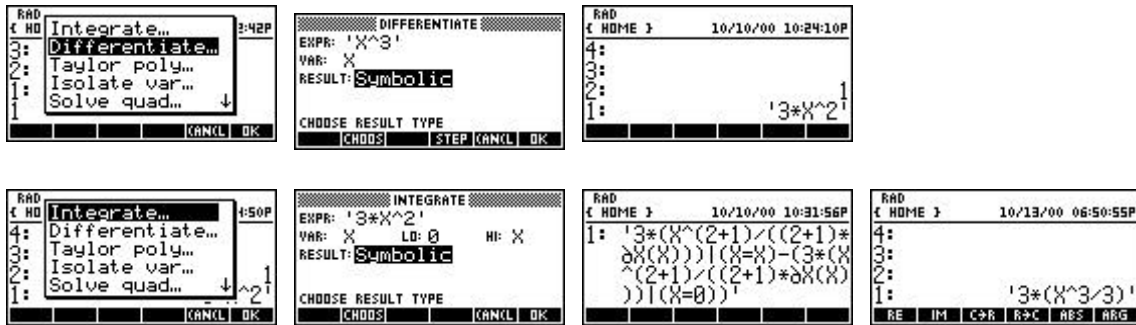 RAD
{ HO
2:42P
Integrate…
3:
Differentiate…
2:
Taylor poly…
1:
Isolate var…
1
Solve quad… ↓
CANCL OK
DIFFERENTIATE
EXPR: 'X^3'
VAR: X
RESULT: Symbolic
CHOOSE RESULT TYPE
CHOOS STEP CANCL OK
RAD
{ HOME } 10/10/00 10:24:10P
4:
3:
2: 1
1: '3*X^2'
RAD
{ HO
4:50P
Integrate…
4:
Differentiate…
3:
Taylor poly…
2:
Isolate var…
1
1:
Solve quad… ↓
^2'
CANCL OK
INTEGRATE
EXPR: '3*X^2'
VAR: X LO: 0 HI: X
RESULT: Symbolic
CHOOSE RESULT TYPE
CHOOS CANCL OK
RAD
{ HOME } 10/10/00 10:31:56P
1: '3*(X^(2+1)/((2+1)*
∂X(X)))|(X=X)-(3*(X
^(2+1)/((2+1)*∂X(X)
))|(X=0))'
RAD
{ HOME } 10/13/00 06:50:55P
4:
3:
2:
1: '3*(X^3/3)'
RE IM C→R R→C ABS ARG